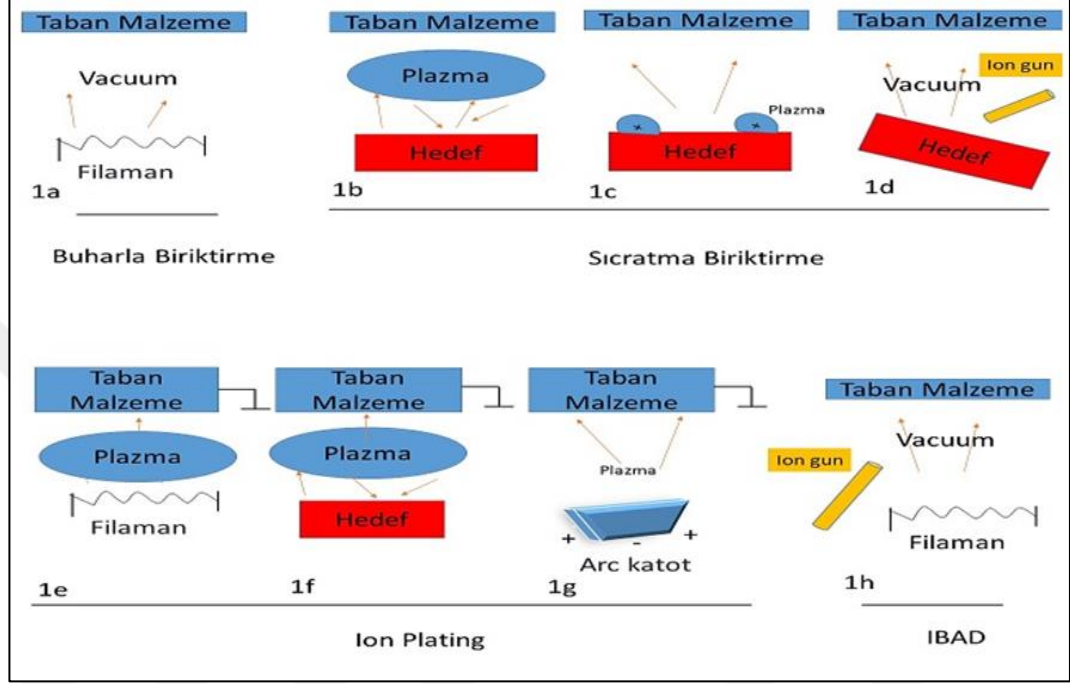 Taban Malzeme
Vacuum
Filaman
1a
Buharla Biriktirme
Taban Malzeme
Plazma
Hedef
1b
Taban Malzeme
Plazma
+ +
Hedef
1c
Taban Malzeme
Ion gun
Vacuum
Hedef
1d
Sıcratma Biriktirme
Taban
Malzeme
Plazma
Filaman
1e
Taban
Malzeme
Plazma
Hedef
1f
Taban
Malzeme
Plazma
+ - +
Arc katot
1g
Ion Plating
Taban Malzeme
Vacuum
Ion gun
Filaman
1h
IBAD